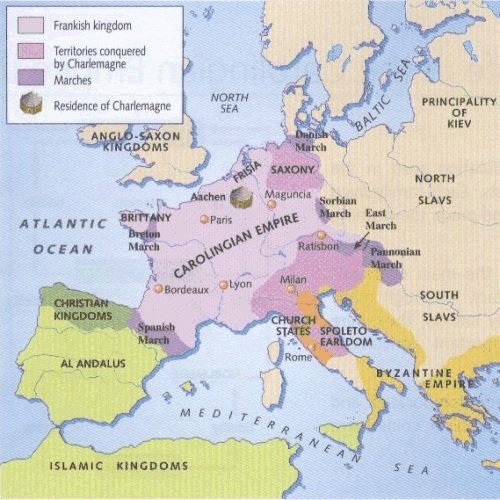 Frankish kingdom
Territories conquered
by Charlemagne
Marches
Residence of Charlemagne
NORTH
SEA
BALTIC SEA
PRINCIPALITY
OF
KIEV
ANGLO-SAXON
KINGDOMS
Danish
March
FRISIA
SAXONY
NORTH
SLAVS
Aachen
Maguncia
Sorbian
March
East
March
ATLANTIC
OCEAN
BRITTANY
Breton
March
Paris
CAROLINGIAN EMPIRE
Ratisbon
Pannonian
March
Bordeaux
Lyon
Milan
SOUTH
SLAVS
CHRISTIAN
KINGDOMS
Spanish
March
CHURCH
STATES
SPOLETO
EARLDOM
Rome
AL ANDALUS
BYZANTINE
EMPIRE
MEDITERRANEAN SEA
ISLAMIC KINGDOMS